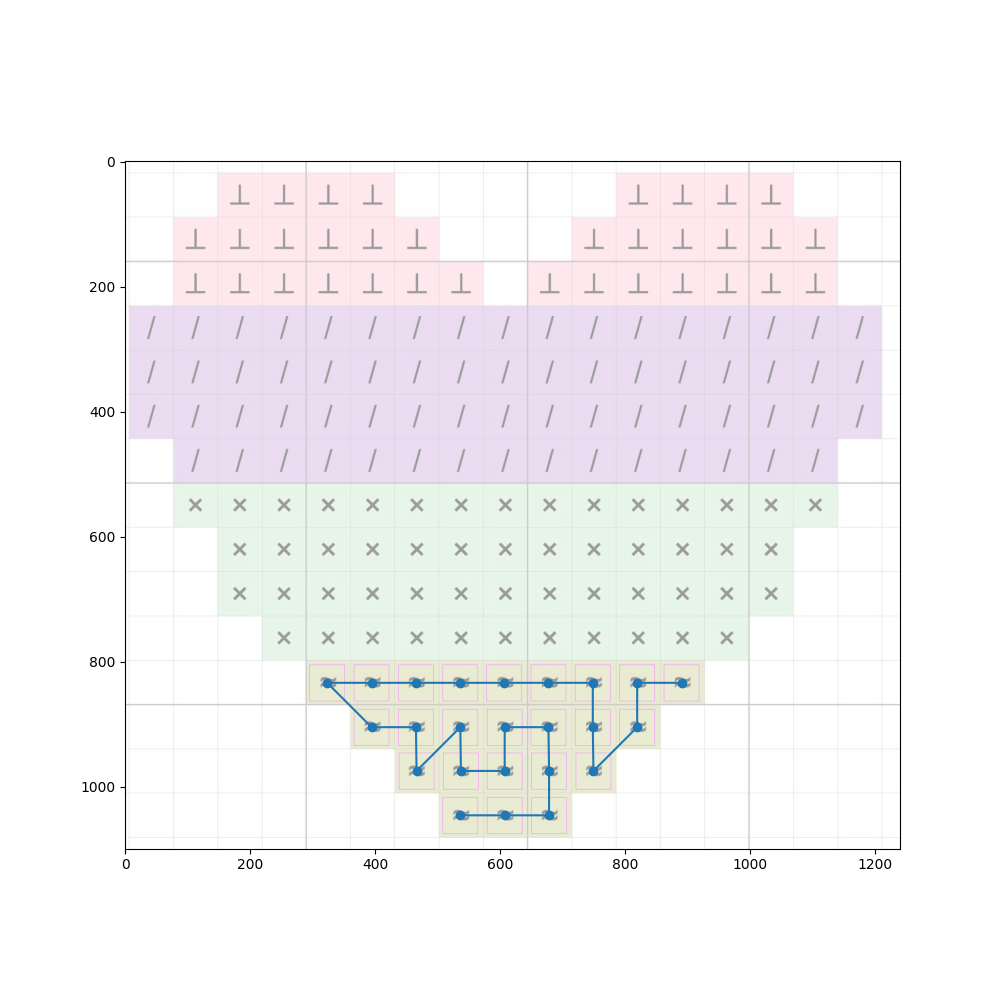 0
200
400
600
800
1000
0 200 400 600 800 1000 1200
⊥ ⊥ ⊥ ⊥ ⊥ ⊥ ⊥ ⊥
⊥ ⊥ ⊥ ⊥ ⊥ ⊥ ⊥ ⊥ ⊥ ⊥ ⊥ ⊥
⊥ ⊥ ⊥ ⊥ ⊥ ⊥ ⊥ ⊥ ⊥ ⊥ ⊥ ⊥ ⊥ ⊥
/ / / / / / / / / / / / / / / / /
/ / / / / / / / / / / / / / / / /
/ / / / / / / / / / / / / / / / /
/ / / / / / / / / / / / / / /
× × × × × × × × × × × × × × ×
× × × × × × × × × × × × ×
× × × × × × × × × × × × ×
× × × × × × × × × × ×
≈ ≈ ≈ ≈ ≈ ≈ ≈ ≈ ≈
≈ ≈ ≈ ≈ ≈ ≈ ≈
≈ ≈ ≈ ≈ ≈
≈ ≈ ≈